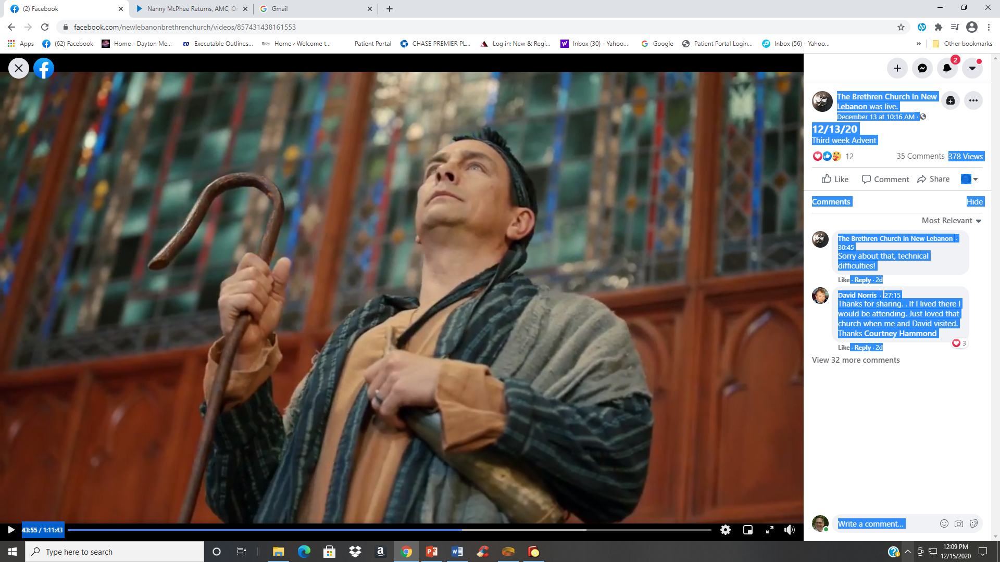 (2) Facebook
Nanny McPhee Returns, AMC, Or
Gmail
facebook.com/newlebanonbrethrenchurch/videos/857431438161553
Apps
(62) Facebook
Home - Dayton Me...
Executable Outlines...
Home ‹ Welcome t...
Patient Portal
CHASE PREMIER PL...
Log in: New & Regi...
Inbox (30) - Yahoo...
Google
Patient Portal Login...
Inbox (56) - Yahoo...
»
Other bookmarks
2
The Brethren Church in New
Lebanon was live.
December 13 at 10:16 AM ·
12/13/20
Third week Advent
12
35 Comments 378 Views
Like Comment Share
Comments Hide
Most Relevant
The Brethren Church in New Lebanon ·
30:45
Sorry about that, technical
difficulties!
Like · Reply · 2d
David Norris · 27:15
Thanks for sharing. . If I lived there I
would be attending. Just loved that
church when me and David visited.
Thanks Courtney Hammond
3
Like · Reply · 2d
View 32 more comments
Write a comment...
43:55 / 1:11:43
Type here to search
12:09 PM
12/15/2020